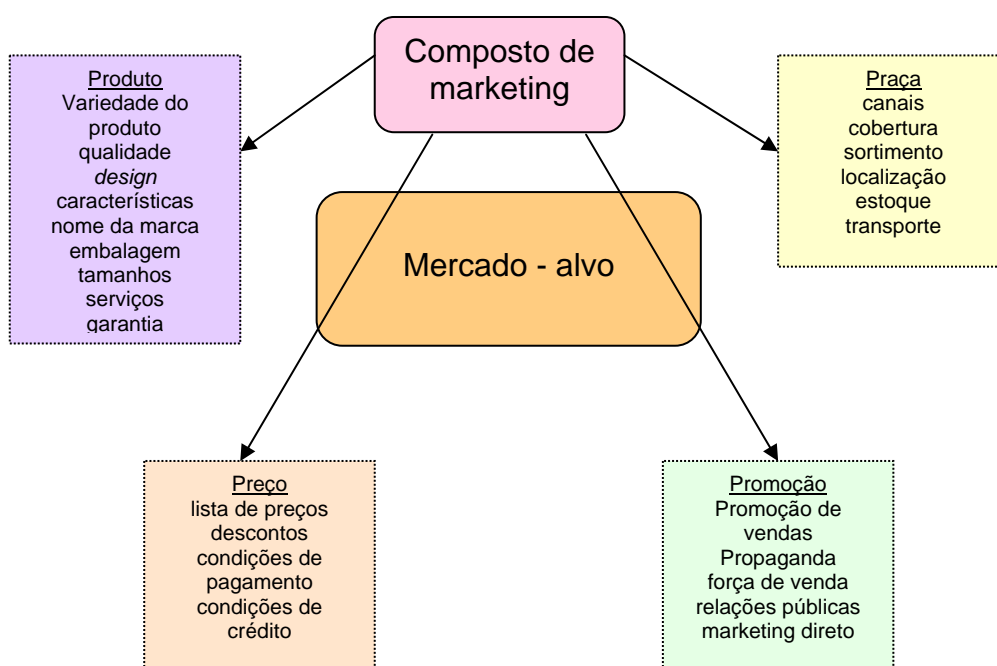 Composto de
marketing
Produto
Variedade do
produto
qualidade
design
características
nome da marca
embalagem
tamanhos
serviços
garantia
Praça
canais
cobertura
sortimento
localização
estoque
transporte
Mercado - alvo
Preço
lista de preços
descontos
condições de
pagamento
condições de
crédito
Promoção
Promoção de
vendas
Propaganda
força de venda
relações públicas
marketing direto